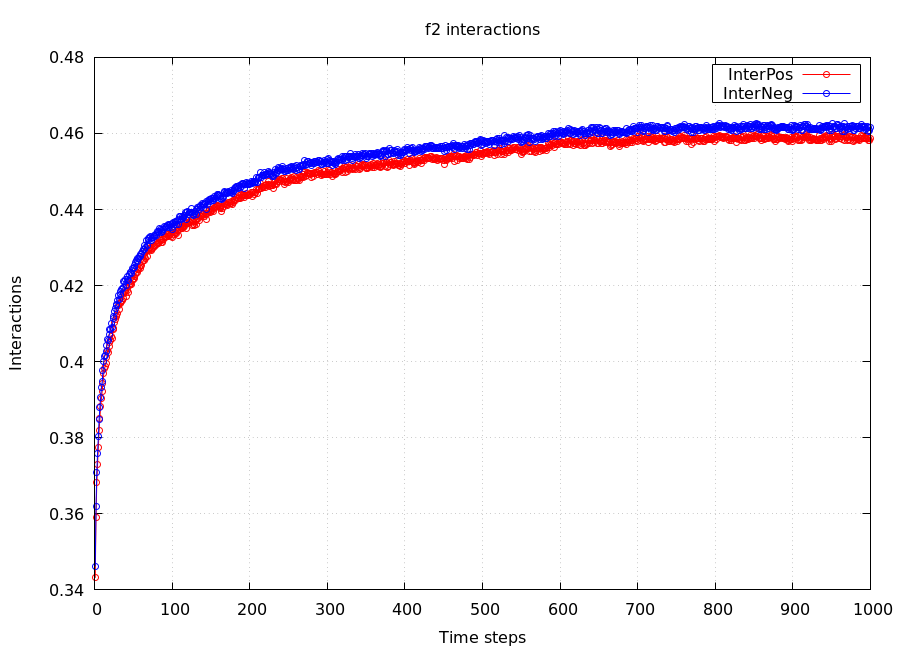 f2 interactions
InterPos
InterNeg
0.48
0.46
0.44
0.42
0.4
0.38
0.36
0.34
Interactions
0 100 200 300 400 500 600 700 800 900 1000
Time steps